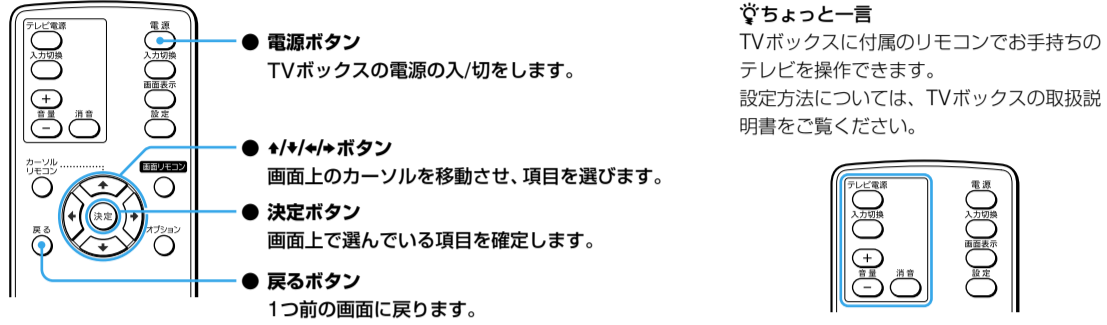 テレビ電源
電源
入力切換
入力切換
画面表示
+
音量
消音
設定
−
カーソル
リモコン
画面リモコン
決定
戻る
オプション
● 電源ボタン
TVボックスの電源の入/切をします。
● ↑/↓/←/→ボタン
画面上のカーソルを移動させ、項目を選びます。
● 決定ボタン
画面上で選んでいる項目を確定します。
● 戻るボタン
1つ前の画面に戻ります。
ちょっと一言
TVボックスに付属のリモコンでお手持ちの
テレビを操作できます。
設定方法については、TVボックスの取扱説
明書をご覧ください。
テレビ電源
電源
入力切換
入力切換
画面表示
+
音量
消音
設定
−